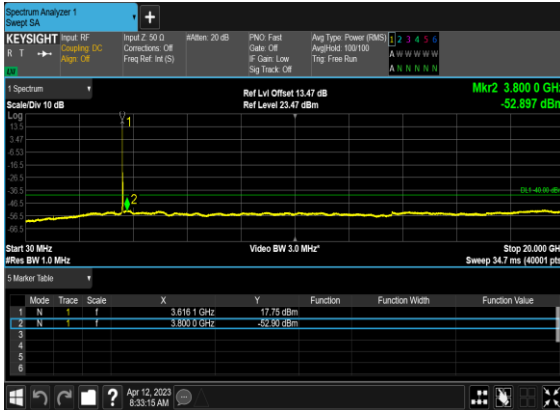 Spectrum Analyzer 1
Swept SA
+
KEYSIGHT Input: RF Input Z: 50 Ω #Atten: 20 dB PNO: Fast Avg Type: Power (RMS) 1 2 3 4 5 6
R T Coupling: DC Corrections: Off Gate: Off Avg|Hold: 100/100 A W W W W W
Align: Off Freq Ref: Int (S) IF Gain: Low Trig: Free Run
LXI Sig Track: Off A N N N N N
1 Spectrum Mkr2 3.800 0 GHz
Ref Lvl Offset 13.47 dB
Scale/Div 10 dB Ref Level 23.47 dBm -52.897 dBm
Log
13.5
3.47
-6.53
-16.5
-26.5
-36.5
-46.5
-56.5
-66.5
1
2
DL1 -40.00 dBm
Start 30 MHz Video BW 3.0 MHz* Stop 20.000 GHz
#Res BW 1.0 MHz Sweep 34.7 ms (40001 pts)
5 Marker Table
Mode Trace Scale X Y Function Function Width Function Value
1 N 1 f 3.616 1 GHz 17.75 dBm
2 N 1 f 3.800 0 GHz -52.90 dBm
3
4
5
6
?
Apr 12, 2023
8:33:15 AM